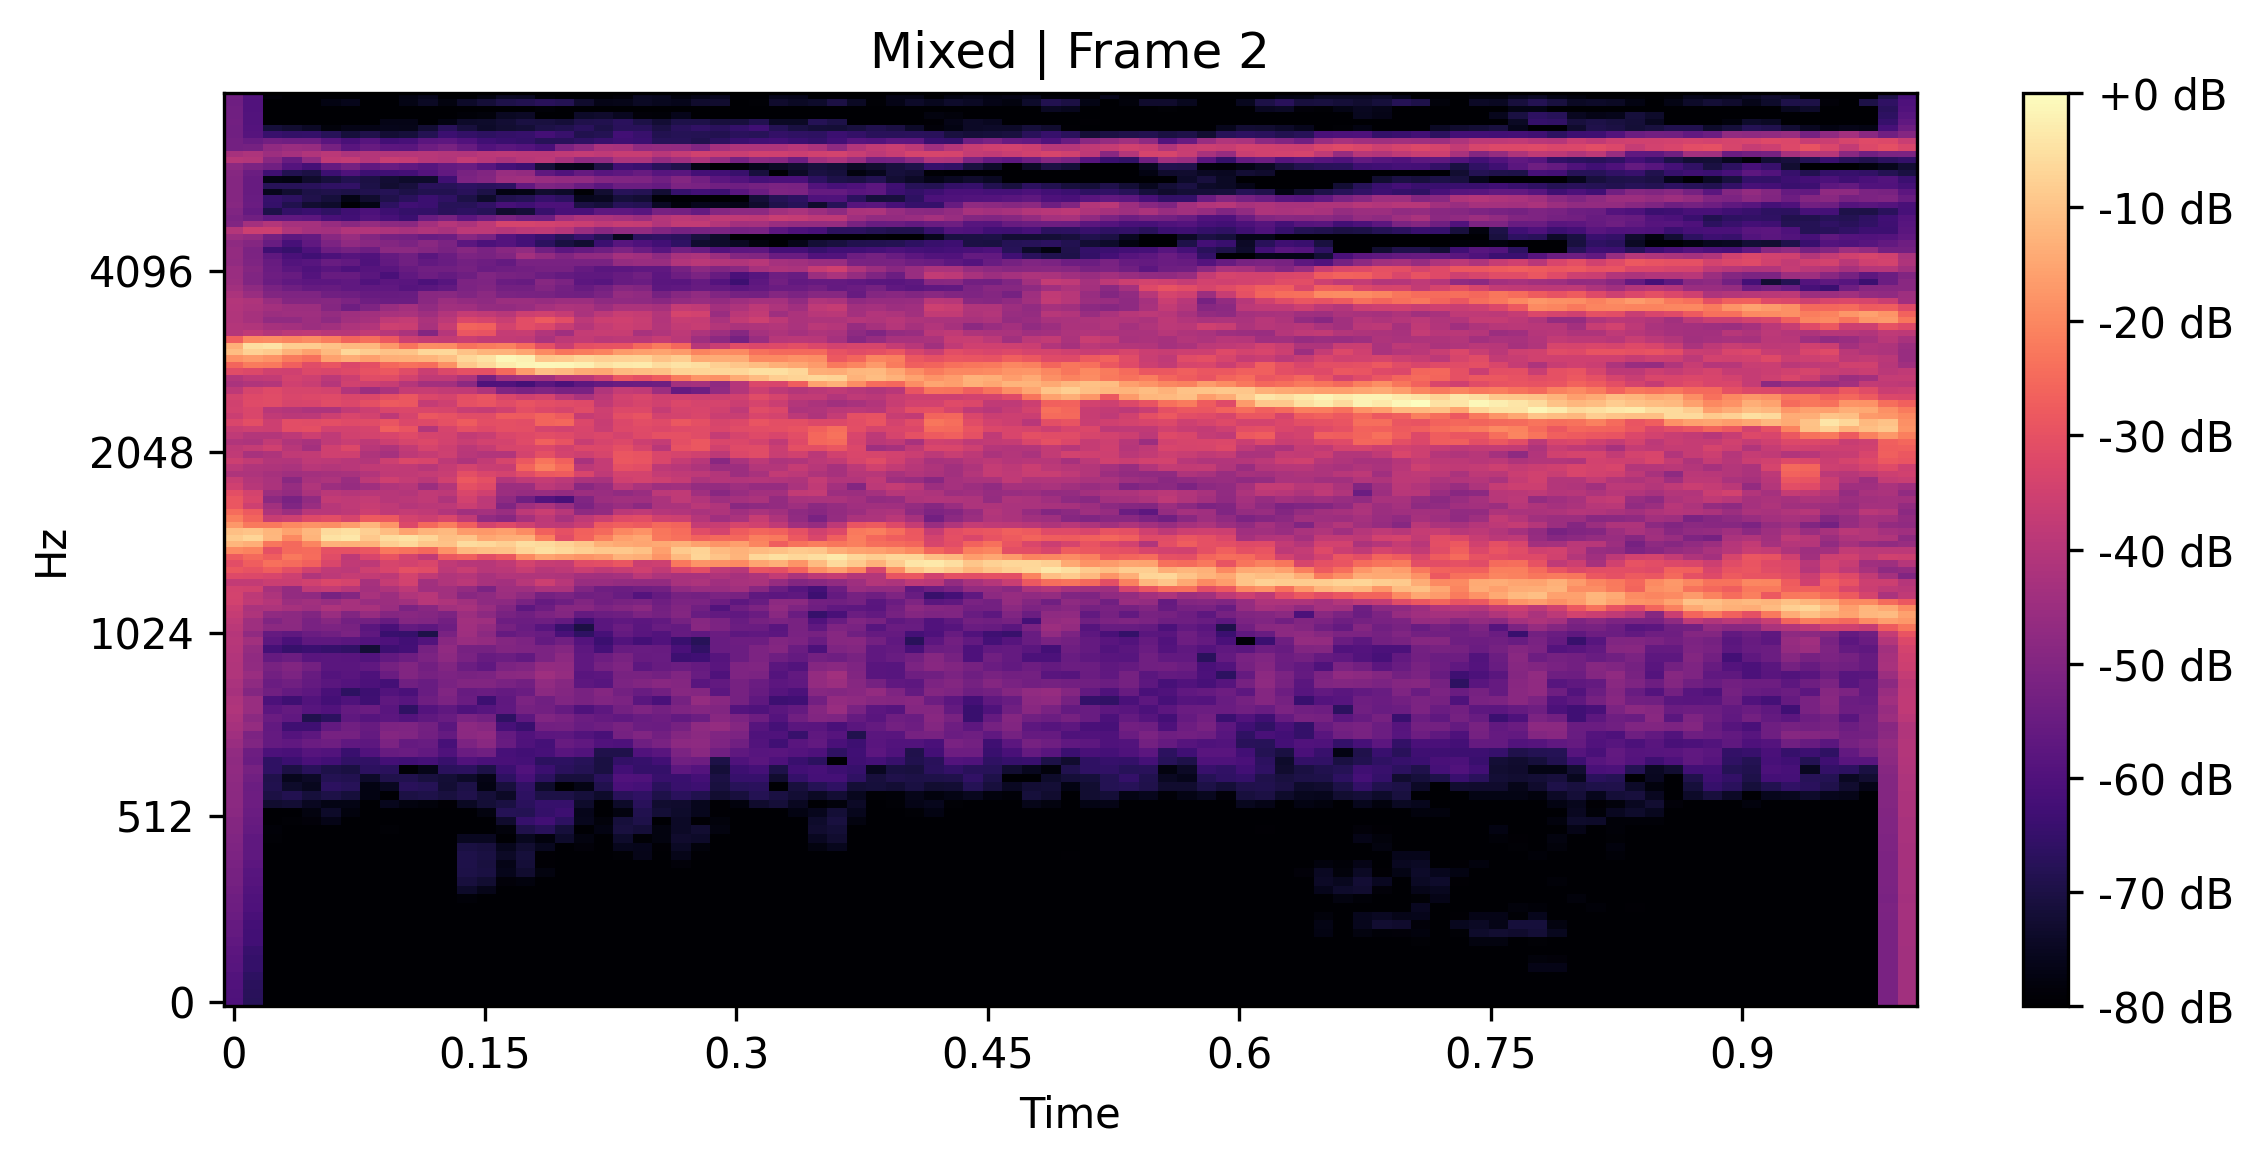 Mixed | Frame 2
Hz
4096
2048
1024
512
0
0 0.15 0.3 0.45 0.6 0.75 0.9
Time
+0 dB
-10 dB
-20 dB
-30 dB
-40 dB
-50 dB
-60 dB
-70 dB
-80 dB